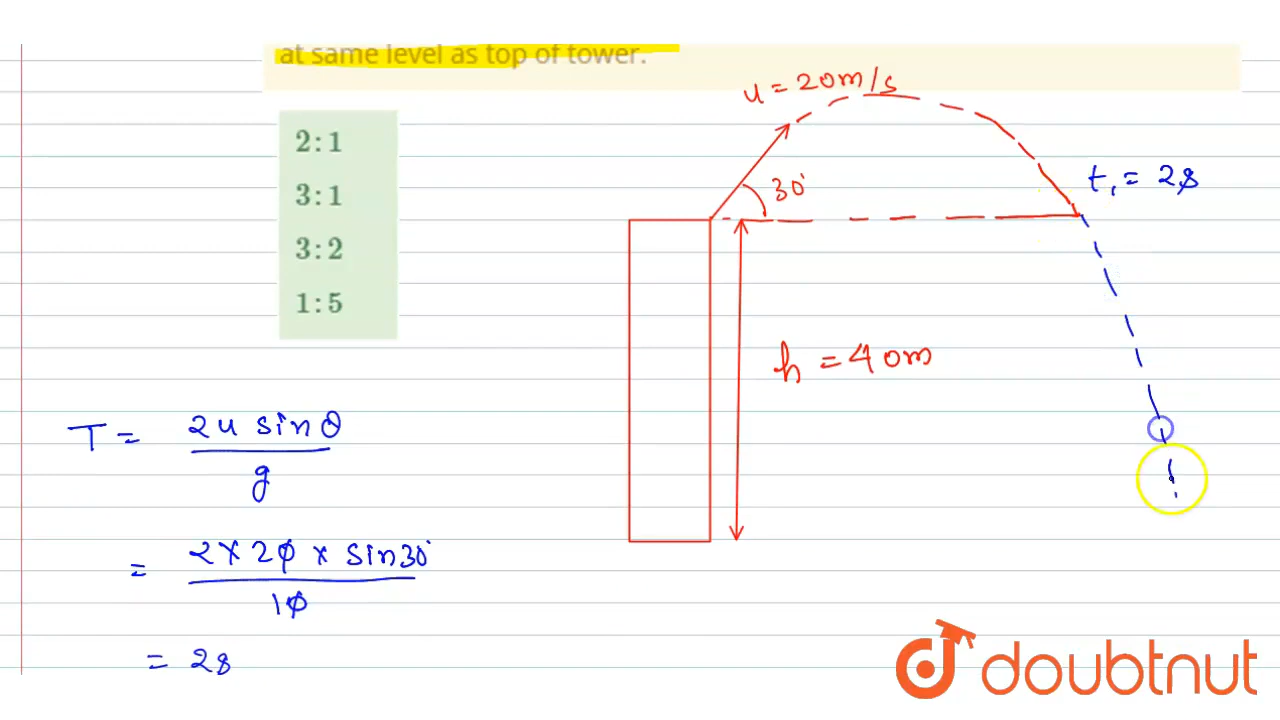 at same level as top of tower.
u = 20m/s
2 : 1
3 : 1
3 : 2
1 : 5
30°
t₁ = 2s
h = 40m
T = 2u sinθ
g
= 2 × 20 × sin30°
10
= 2s
doubtnut